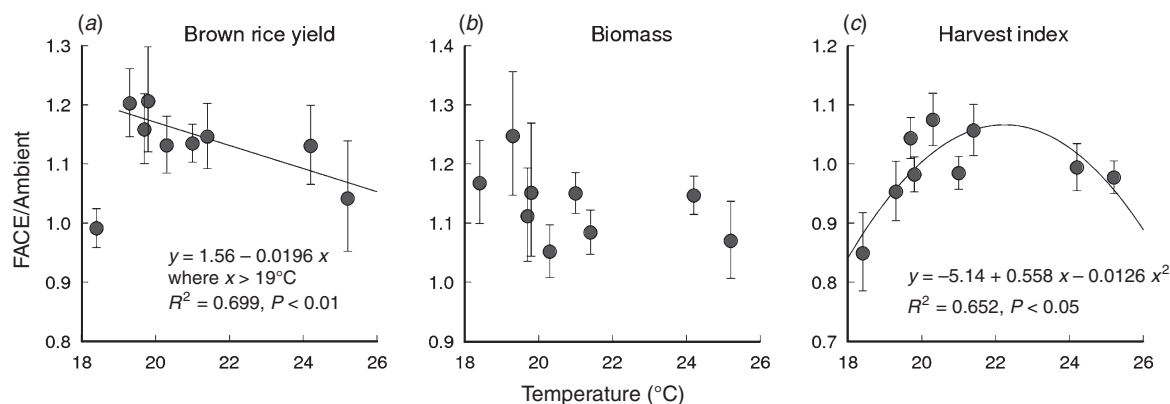 (a) Brown rice yield
FACE/Ambient
1.3
1.2
1.1
1.0
0.9
0.8
18 20 22 24 26
y = 1.56 – 0.0196 x
where x > 19°C
R² = 0.699, P < 0.01
(b) Biomass
1.4
1.3
1.2
1.1
1.0
0.9
18 20 22 24 26
Temperature (°C)
(c) Harvest index
1.2
1.1
1.0
0.9
0.8
0.7
18 20 22 24 26
y = –5.14 + 0.558 x – 0.0126 x²
R² = 0.652, P < 0.05